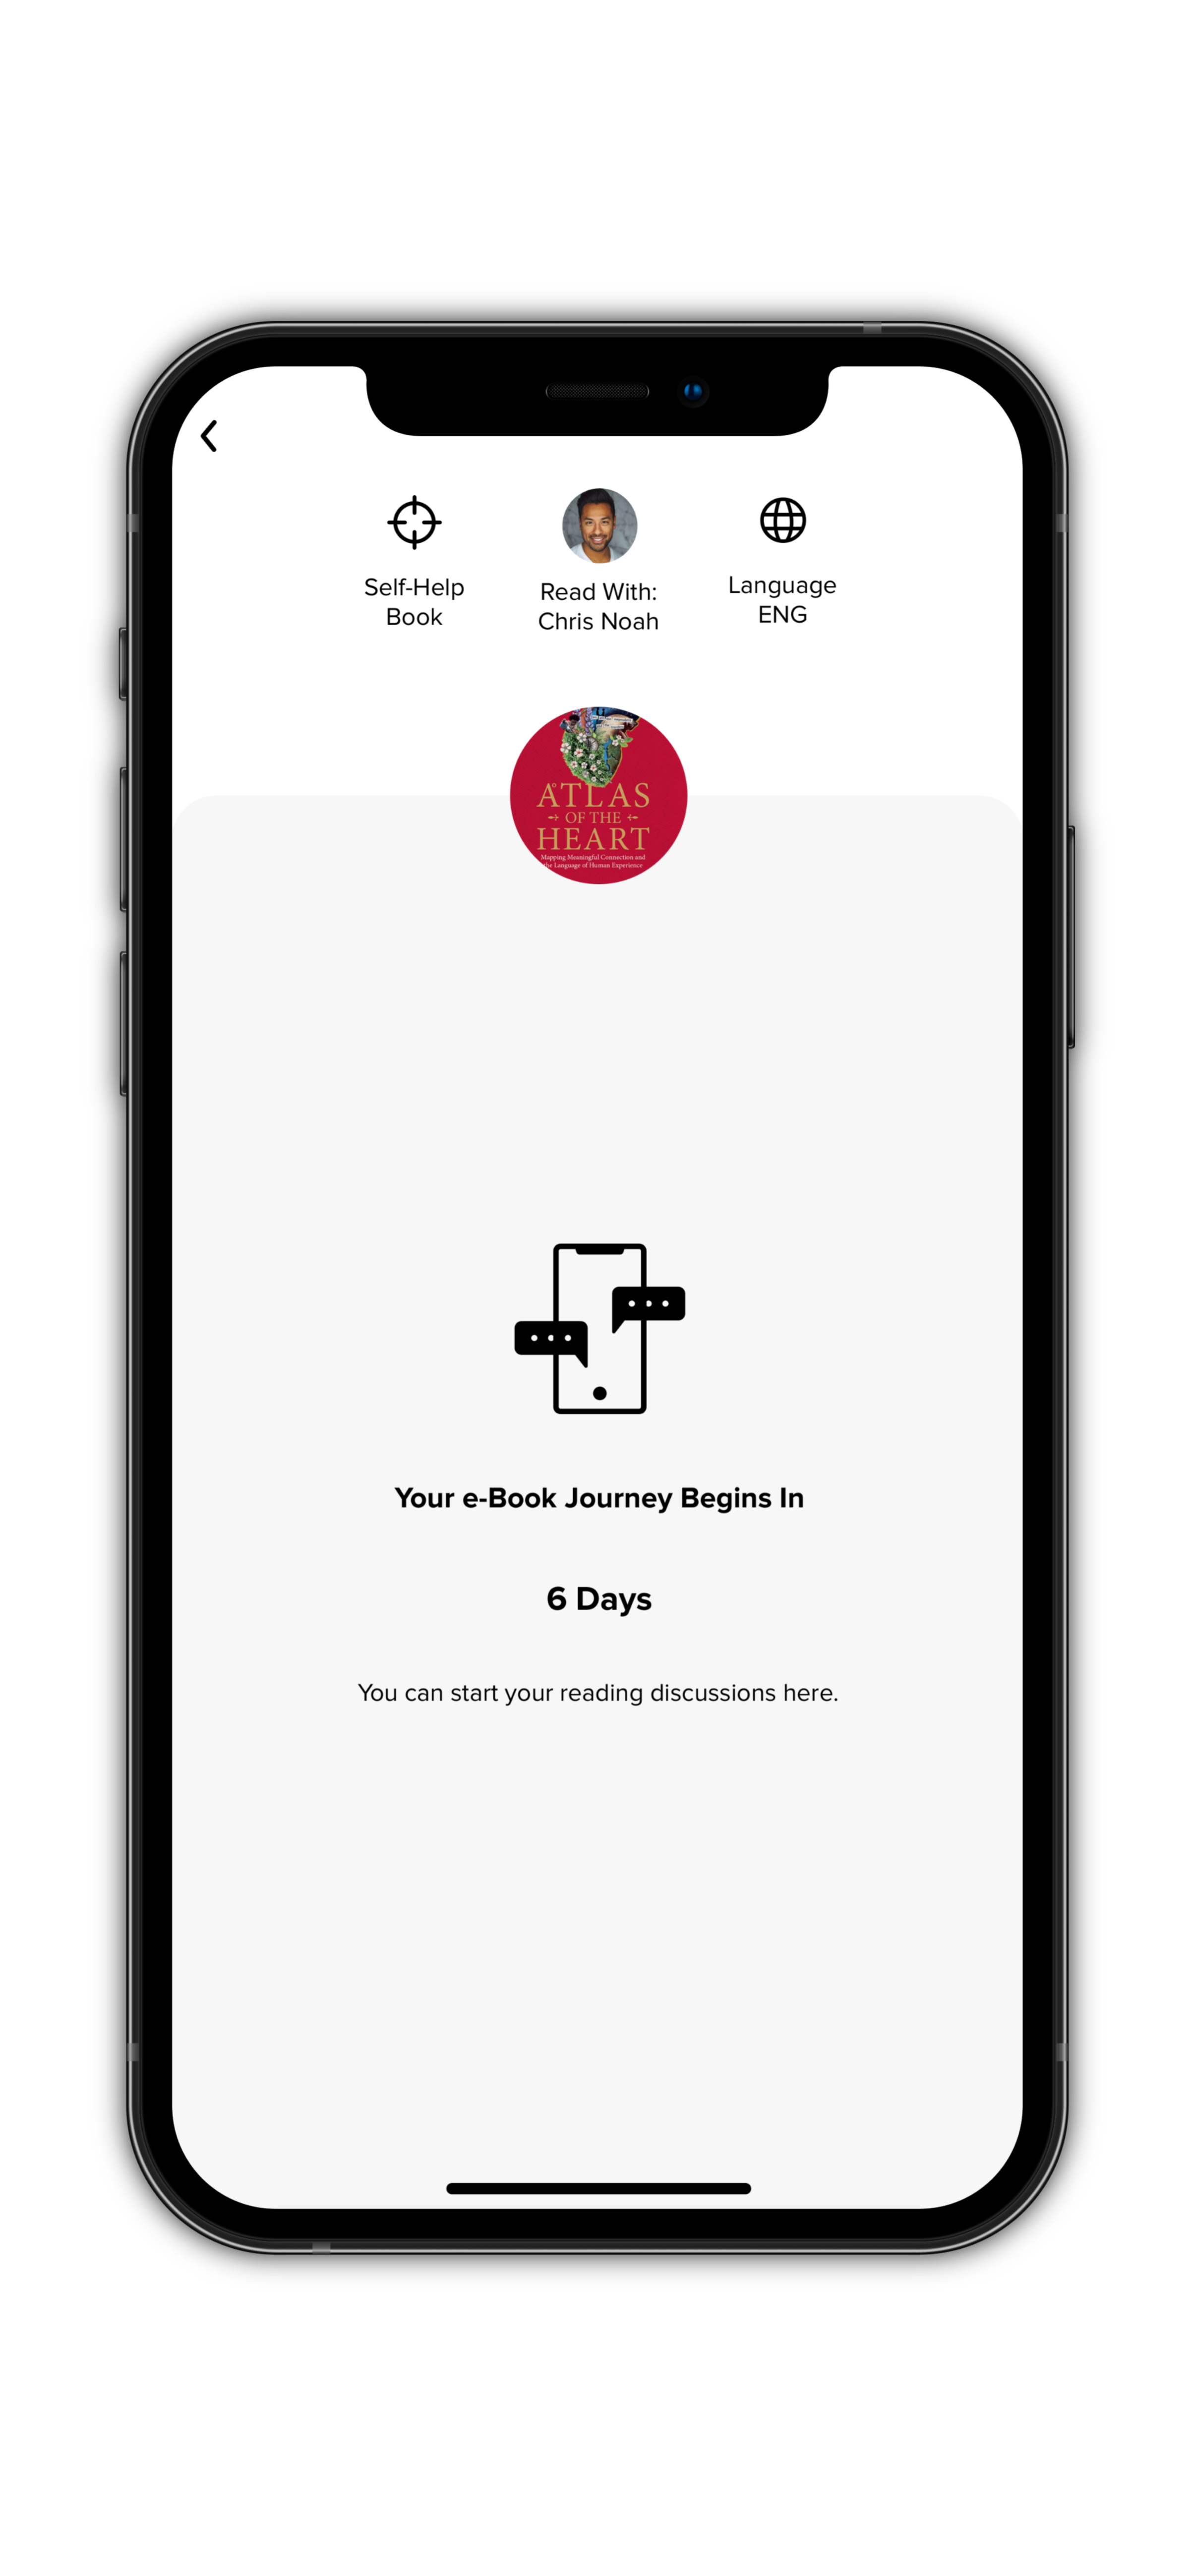 Self-Help
Book
Read With:
Chris Noah
Language
ENG
ATLAS
OF THE
HEART
Mapping Meaningful Connection and
the Language of Human Experience
Your e-Book Journey Begins In
6 Days
You can start your reading discussions here.